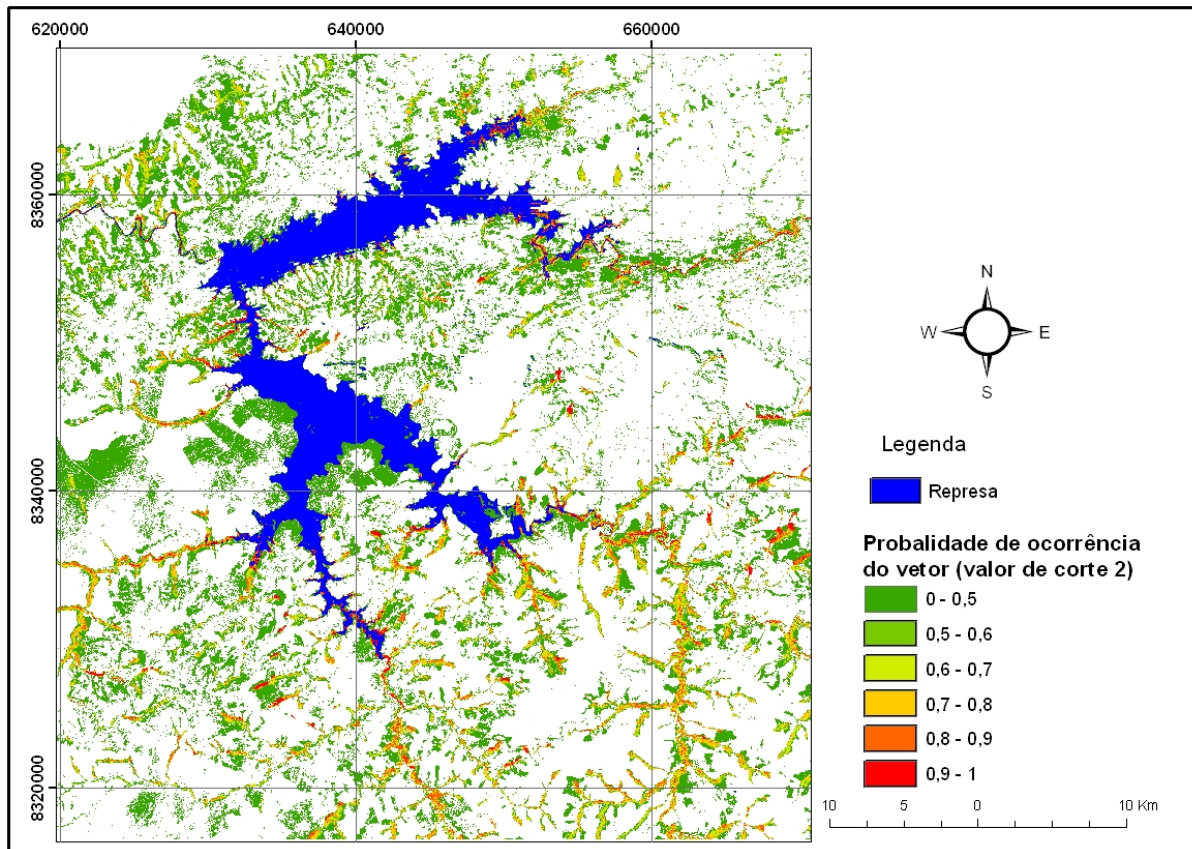 620000 640000 660000
8360000
8340000
8320000
N
W E
S
Legenda
Represa
Probalidade de ocorrência
do vetor (valor de corte 2)
0 - 0,5
0,5 - 0,6
0,6 - 0,7
0,7 - 0,8
0,8 - 0,9
0,9 - 1
10 5 0 10 Km